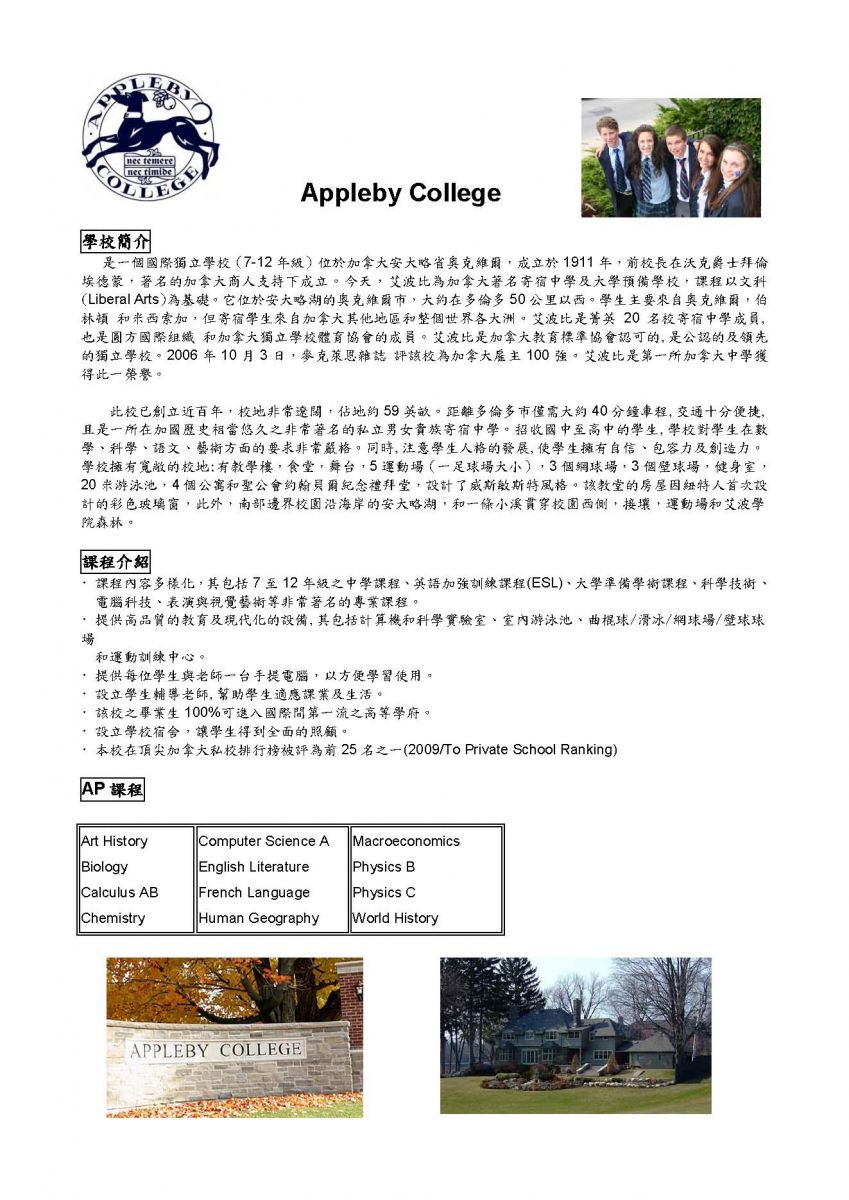 APPLEBY COLLEGE
nec temere
nec timide
Appleby College
學校簡介
是一個國際獨立學校（7-12 年級）位於加拿大安大略省奧克維爾，成立於 1911 年，前校長在沃克爵士拜倫
埃德蒙，著名的加拿大商人支持下成立。今天，艾波比為加拿大著名寄宿中學及大學預備學校，課程以文科
(Liberal Arts)為基礎。它位於安大略湖的奧克維爾市，大約在多倫多 50 公里以西。學生主要來自奧克維爾，伯
林頓 和米西索加，但寄宿學生來自加拿大其他地區和整個世界各大洲。艾波比是菁英 20 名校寄宿中學成員,
也是圓方國際組織 和加拿大獨立學校體育協會的成員。艾波比是加拿大教育標準協會認可的, 是公認的及領先
的獨立學校。2006 年 10 月 3 日，麥克萊恩雜誌 評該校為加拿大雇主 100 強。艾波比是第一所加拿大中學獲
得此一榮譽。
此校已創立近百年，校地非常遼闊，佔地約 59 英畝。距離多倫多市僅需大約 40 分鐘車程, 交通十分便捷,
且是一所在加國歷史相當悠久之非常著名的私立男女貴族寄宿中學。招收國中至高中的學生, 學校對學生在數
學、科學、語文、藝術方面的要求非常嚴格。同時, 注意學生人格的發展, 使學生擁有自信、包容力及創造力。
學校擁有寬敞的校地: 有教學樓，食堂，舞台，5 運動場（一足球場大小），3 個網球場，3 個壁球場，健身室，
20 米游泳池，4 個公寓和聖公會約翰貝爾紀念禮拜堂，設計了威斯敏斯特風格。該教堂的房屋因紐特人首次設
計的彩色玻璃窗，此外，南部邊界校園沿海岸的安大略湖，和一條小溪貫穿校園西側，接壤，運動場和艾波學
院森林。
課程介紹
· 課程內容多樣化，其包括 7 至 12 年級之中學課程、英語加強訓練課程(ESL)、大學準備學術課程、科學技術、
電腦科技、表演與視覺藝術等非常著名的專業課程。
· 提供高品質的教育及現代化的設備, 其包括計算機和科學實驗室、室內游泳池、曲棍球/滑冰/網球場/壁球球
場
和運動訓練中心。
· 提供每位學生與老師一台手提電腦，以方便學習使用。
· 設立學生輔導老師, 幫助學生適應課業及生活。
· 該校之畢業生 100%可進入國際間第一流之高等學府。
· 設立學校宿舍，讓學生得到全面的照顧。
· 本校在頂尖加拿大私校排行榜被評為前 25 名之一(2009/To Private School Ranking)
AP 課程
Art History Computer Science A Macroeconomics
Biology English Literature Physics B
Calculus AB French Language Physics C
Chemistry Human Geography World History
APPLEBY COLLEGE